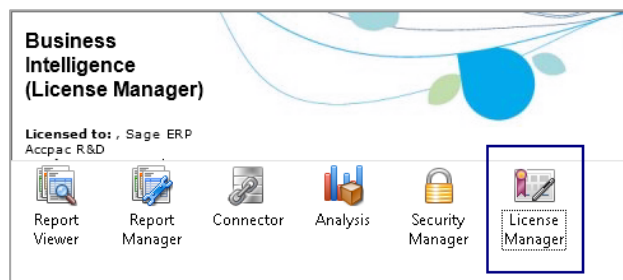 Business
Intelligence
(License Manager)
Licensed to: , Sage ERP
Accpac R&D
Report Viewer
Report Manager
Connector
Analysis
Security Manager
License Manager